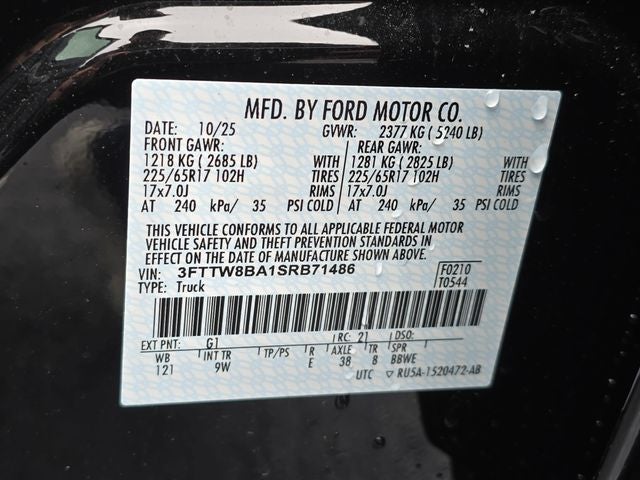 MFD. BY FORD MOTOR CO.
DATE: 10/25 GVWR: 2377 KG ( 5240 LB)
FRONT GAWR: REAR GAWR:
1218 KG ( 2685 LB) WITH 1281 KG ( 2825 LB) WITH
225/65R17 102H TIRES 225/65R17 102H TIRES
17x7.0J RIMS 17x7.0J RIMS
AT 240 kPa/ 35 PSI COLD AT 240 kPa/ 35 PSI COLD
THIS VEHICLE CONFORMS TO ALL APPLICABLE FEDERAL MOTOR
VEHICLE SAFETY AND THEFT PREVENTION STANDARDS IN
EFFECT ON THE DATE OF MANUFACTURE SHOWN ABOVE.
VIN: 3FTTW8BA1SRB71486 F0210
TYPE: Truck T0544
EXT PNT: G1 RC: 21 DSO:
WB INT TR TP/PS R AXLE TR SPR
121 9W E 38 8 BBWE
UTC ▽ RU5A-1520472-AB